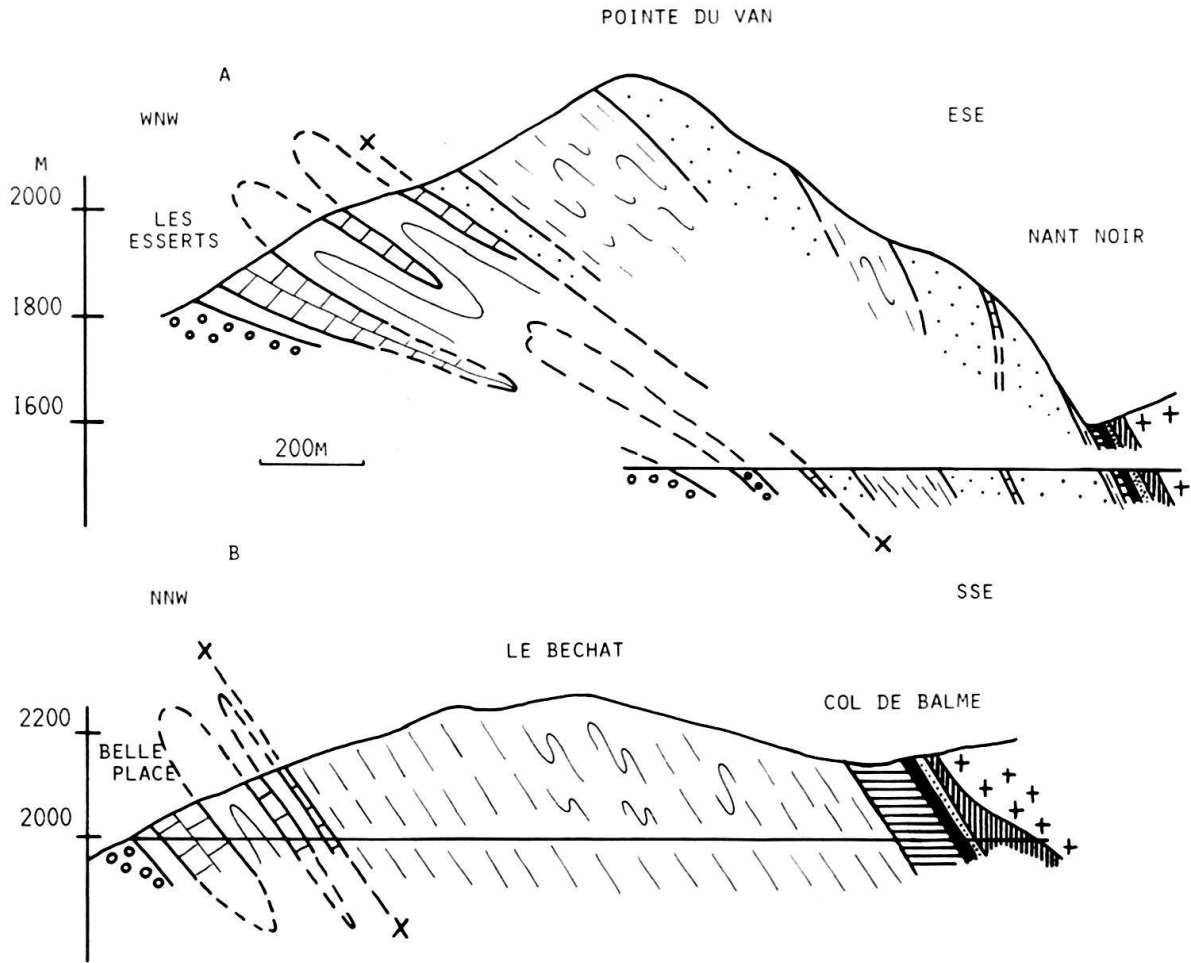 POINTE DU VAN
A
WNW
ESE
M
2000
LES
ESSERTS
NANT NOIR
1800
1600
200M
B
NNW
SSE
LE BECHAT
COL DE BALME
2200
BELLE
PLACE
2000